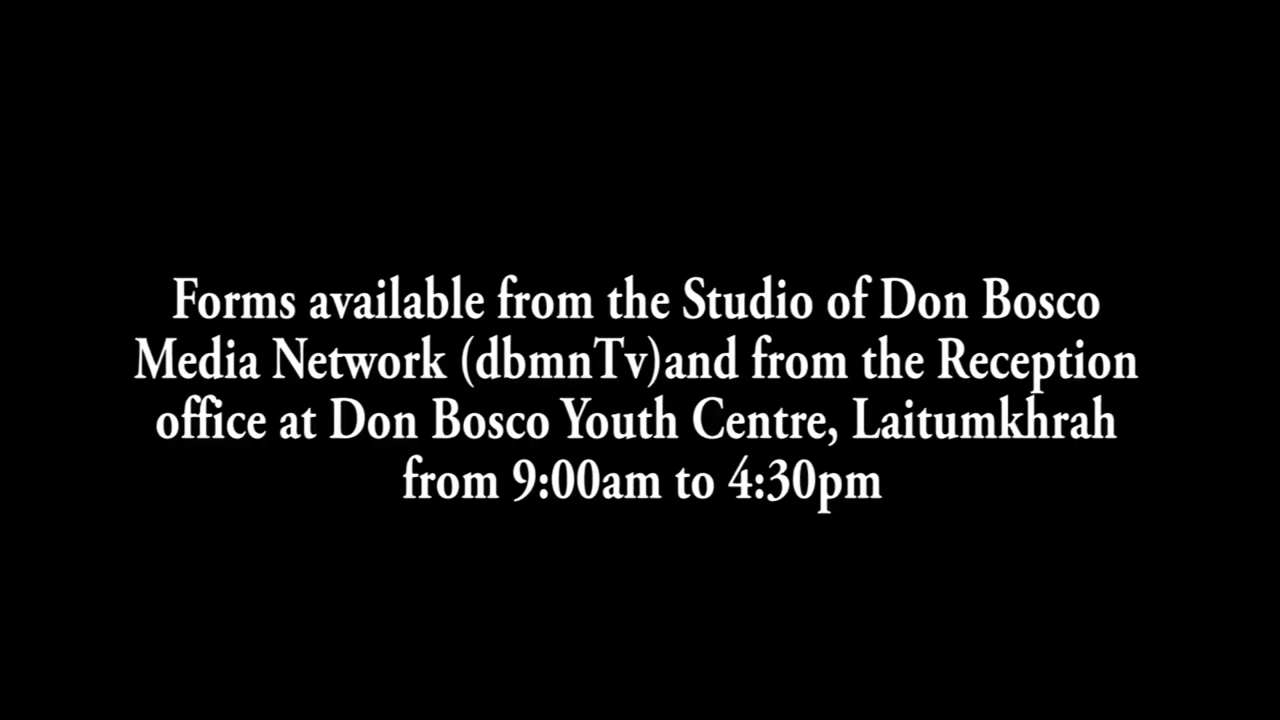 Forms available from the Studio of Don Bosco
Media Network (dbmnTv)and from the Reception
office at Don Bosco Youth Centre, Laitumkhrah
from 9:00am to 4:30pm